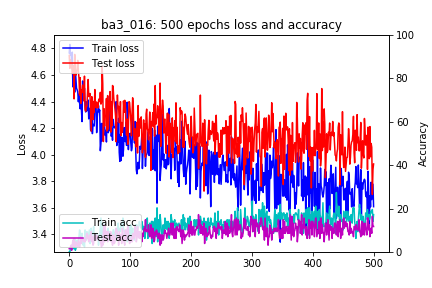 ba3_016: 500 epochs loss and accuracy
Train loss
Test loss
Train acc
Test acc
Loss
4.8
4.6
4.4
4.2
4.0
3.8
3.6
3.4
Accuracy
100
80
60
40
20
0
0 100 200 300 400 500